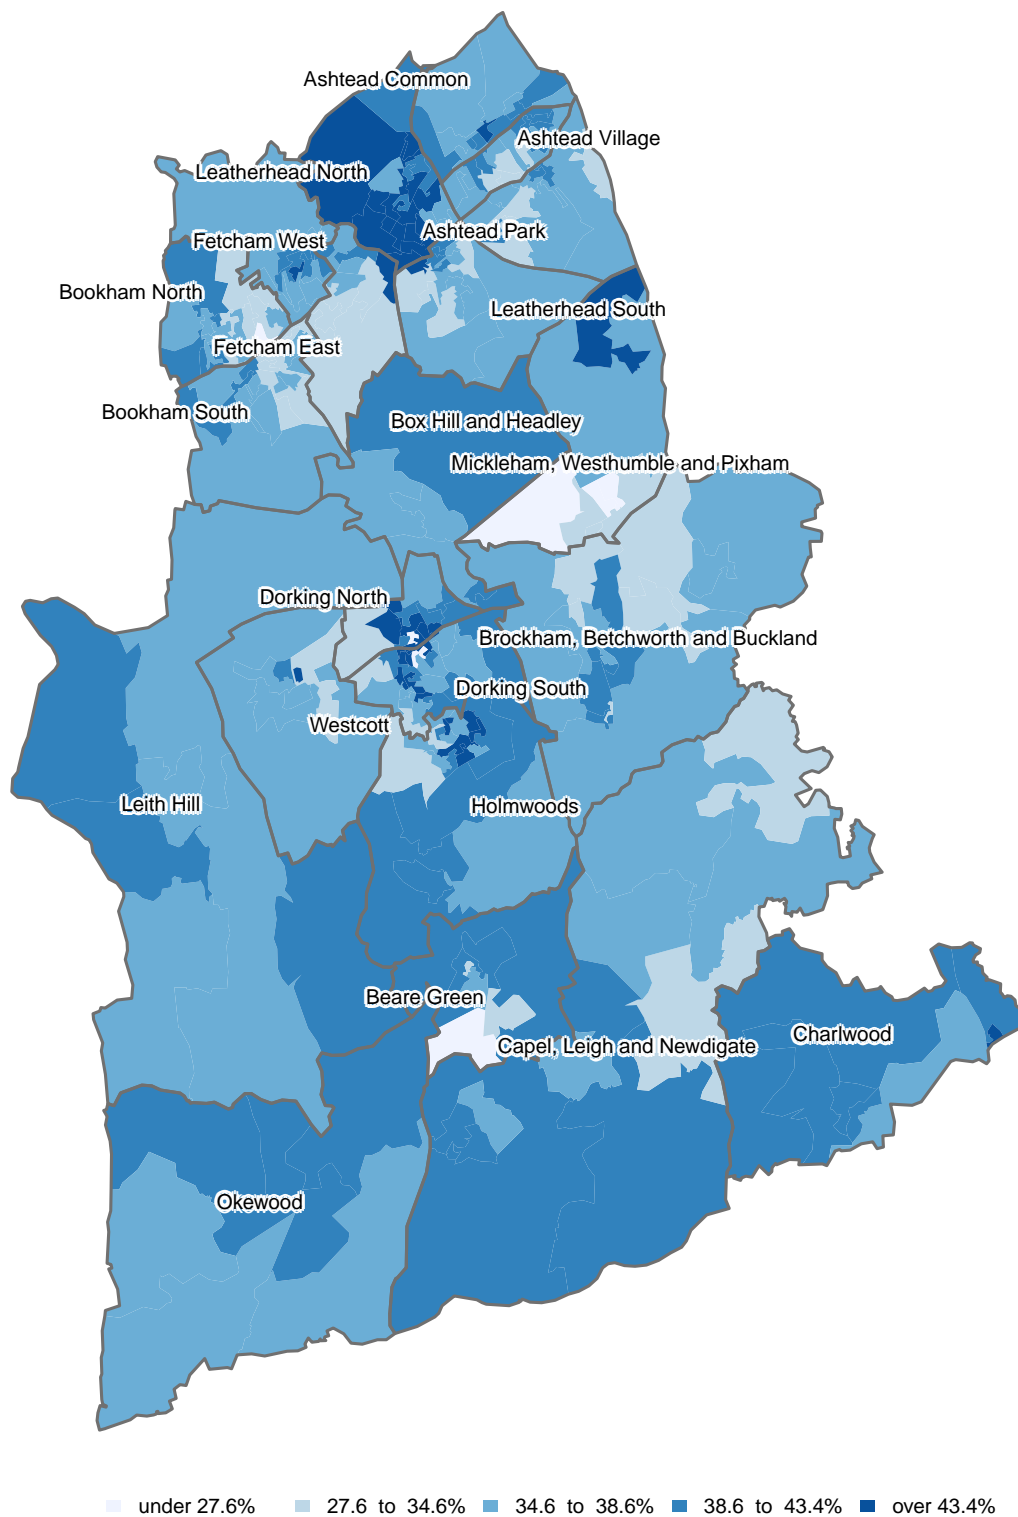 Ashtead Common
Ashtead Village
Leatherhead North
Ashtead Park
Fetcham West
Bookham North
Leatherhead South
Fetcham East
Bookham South
Box Hill and Headley
Mickleham, Westhumble and Pixham
Dorking North
Brockham, Betchworth and Buckland
Dorking South
Westcott
Leith Hill
Holmwoods
Beare Green
Charlwood
Capel, Leigh and Newdigate
Okewood
under 27.6% 27.6 to 34.6% 34.6 to 38.6% 38.6 to 43.4% over 43.4%